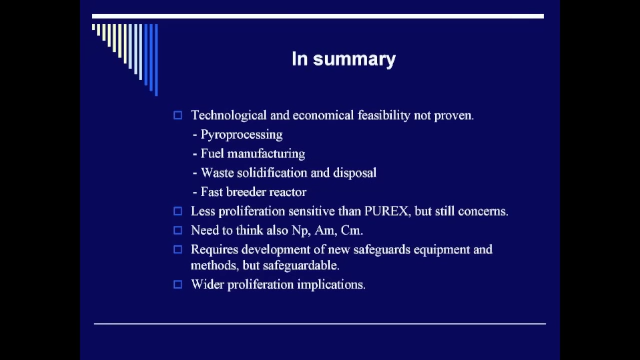 In summary
Technological and economical feasibility not proven.
- Pyroprocessing
- Fuel manufacturing
- Waste solidification and disposal
- Fast breeder reactor
Less proliferation sensitive than PUREX, but still concerns.
Need to think also Np, Am, Cm.
Requires development of new safeguards equipment and
methods, but safeguardable.
Wider proliferation implications.